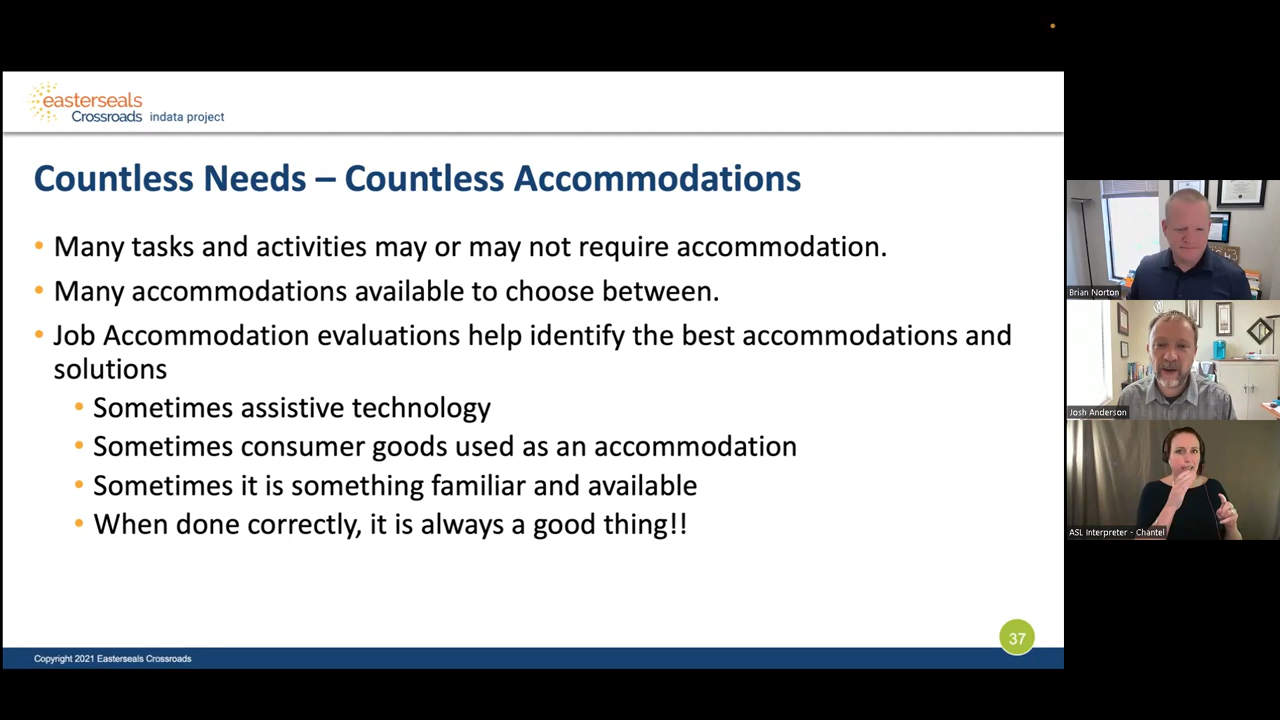 easterseals
Crossroads indata project
Countless Needs – Countless Accommodations
• Many tasks and activities may or may not require accommodation.
• Many accommodations available to choose between.
• Job Accommodation evaluations help identify the best accommodations and
solutions
• Sometimes assistive technology
• Sometimes consumer goods used as an accommodation
• Sometimes it is something familiar and available
• When done correctly, it is always a good thing!!
37
Copyright 2021 Easterseals Crossroads
Brian Norton
Josh Anderson
ASL Interpreter - Chantel